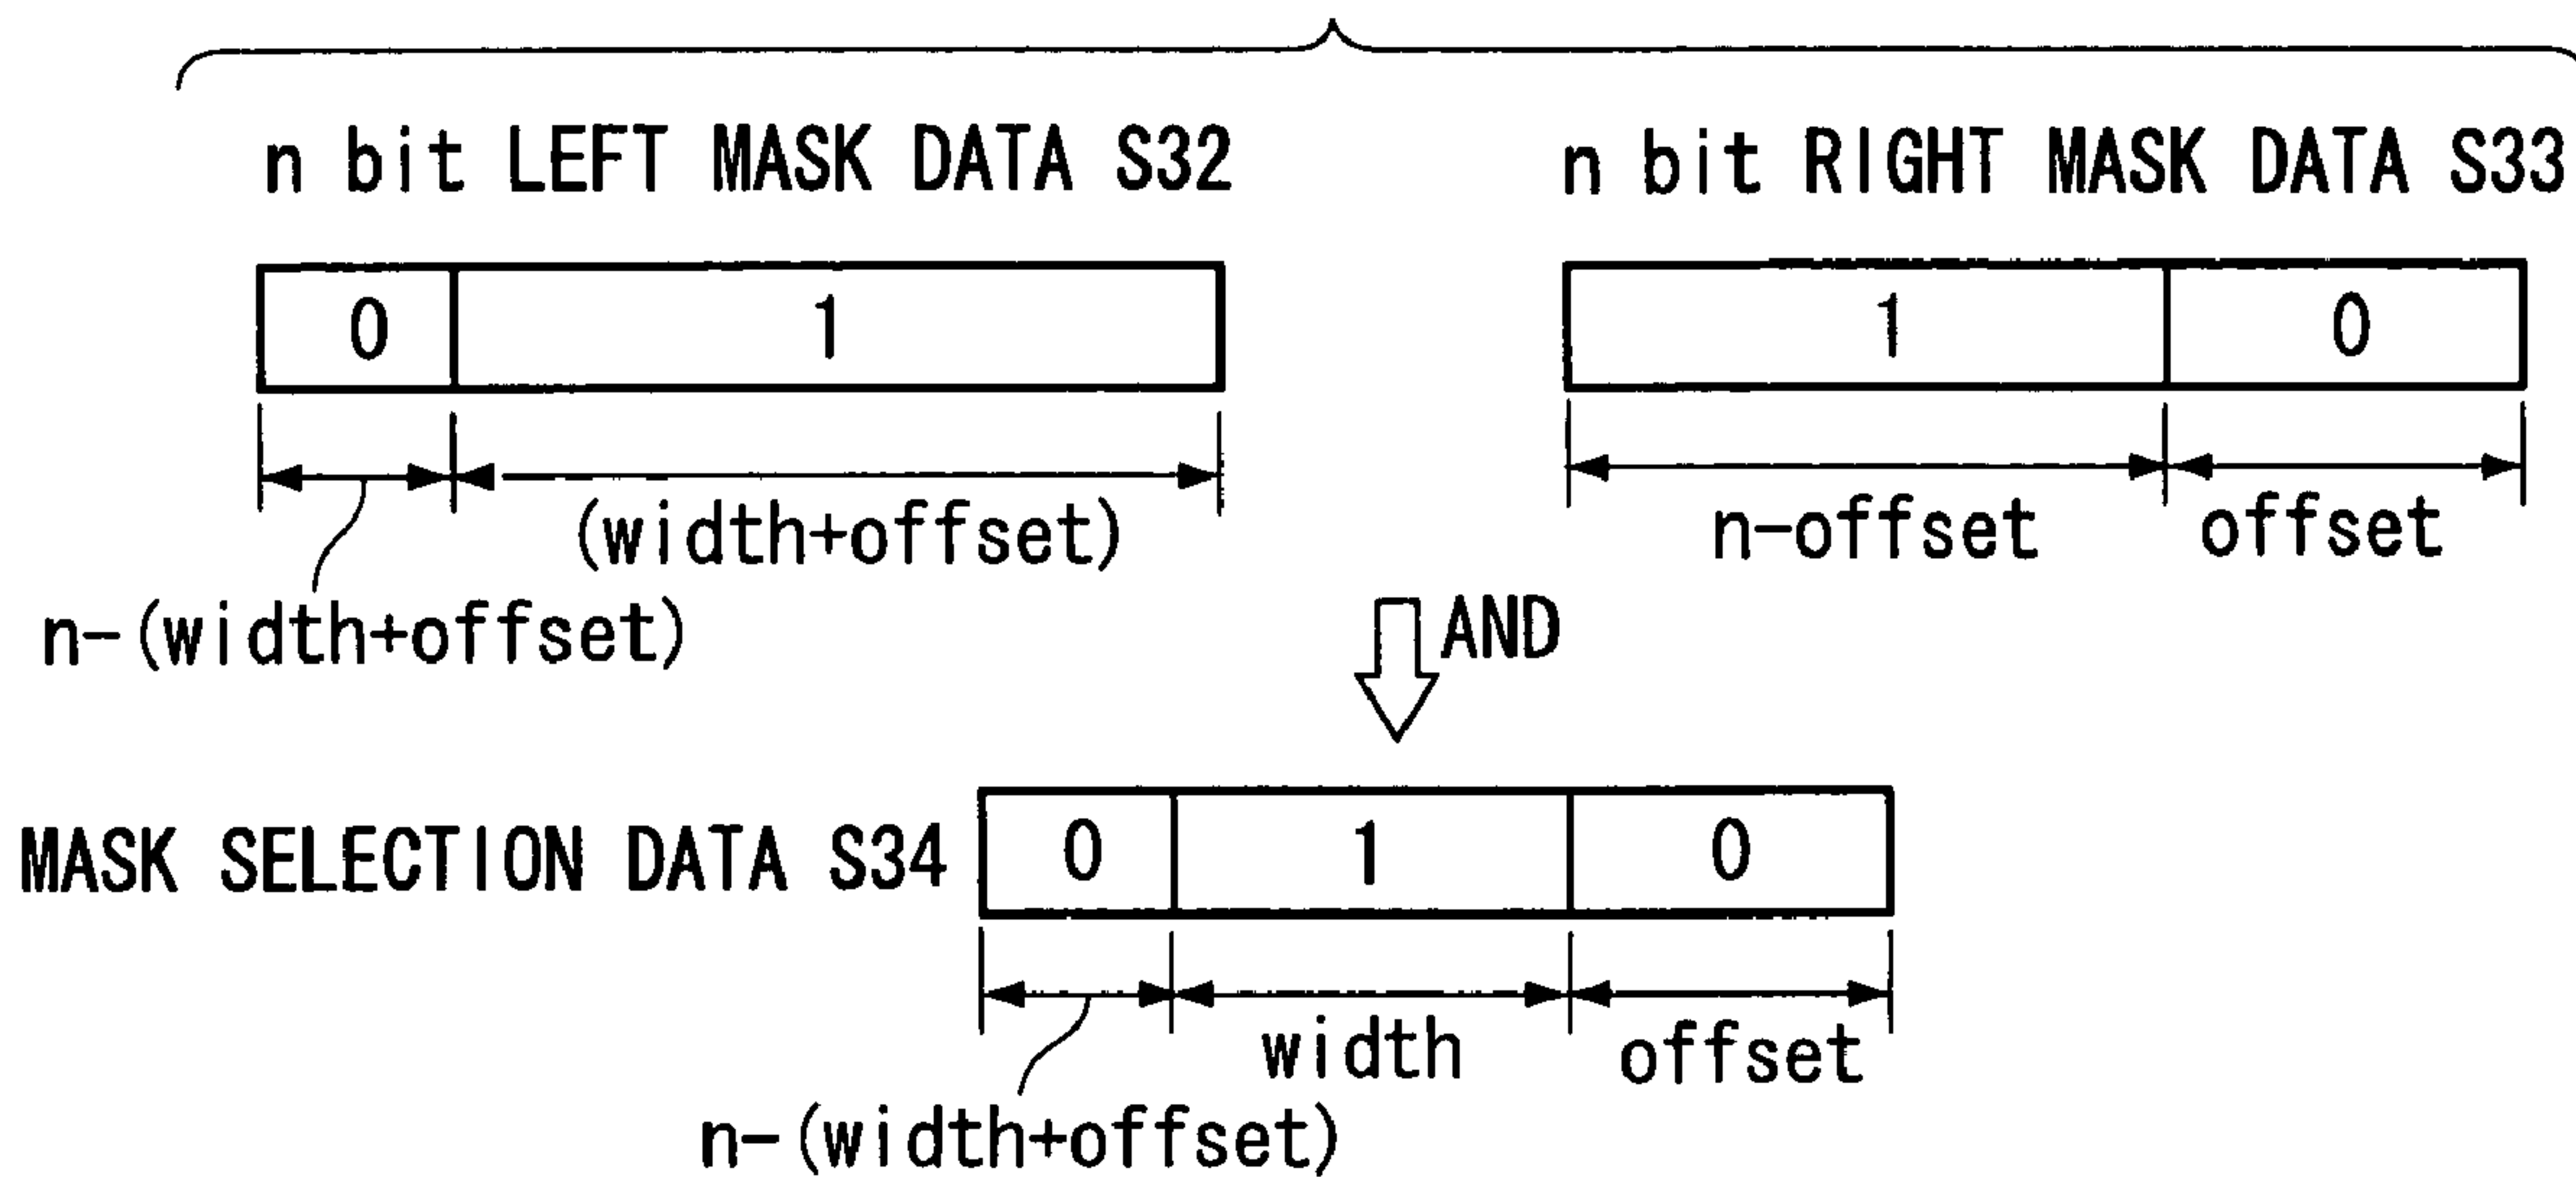 n bit LEFT MASK DATA S32
n bit RIGHT MASK DATA S33
0 1
1 0
(width+offset)
n-offset offset
n-(width+offset)
AND
MASK SELECTION DATA S34 0 1 0
width offset
n-(width+offset)